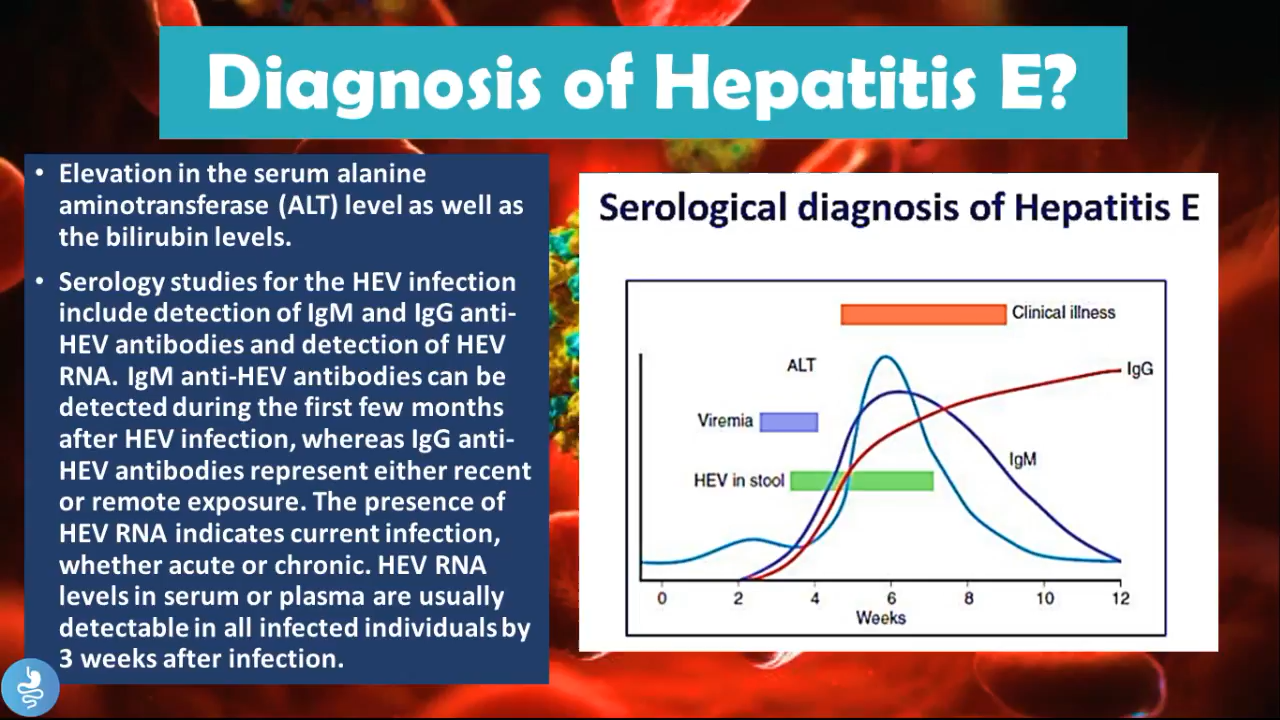 Diagnosis of Hepatitis E?
• Elevation in the serum alanine
aminotransferase (ALT) level as well as
the bilirubin levels.
• Serology studies for the HEV infection
include detection of IgM and IgG anti-
HEV antibodies and detection of HEV
RNA. IgM anti-HEV antibodies can be
detected during the first few months
after HEV infection, whereas IgG anti-
HEV antibodies represent either recent
or remote exposure. The presence of
HEV RNA indicates current infection,
whether acute or chronic. HEV RNA
levels in serum or plasma are usually
detectable in all infected individuals by
3 weeks after infection.
Serological diagnosis of Hepatitis E
Clinical illness
ALT
IgG
Viremia
IgM
HEV in stool
0 2 4 6 8 10 12
Weeks